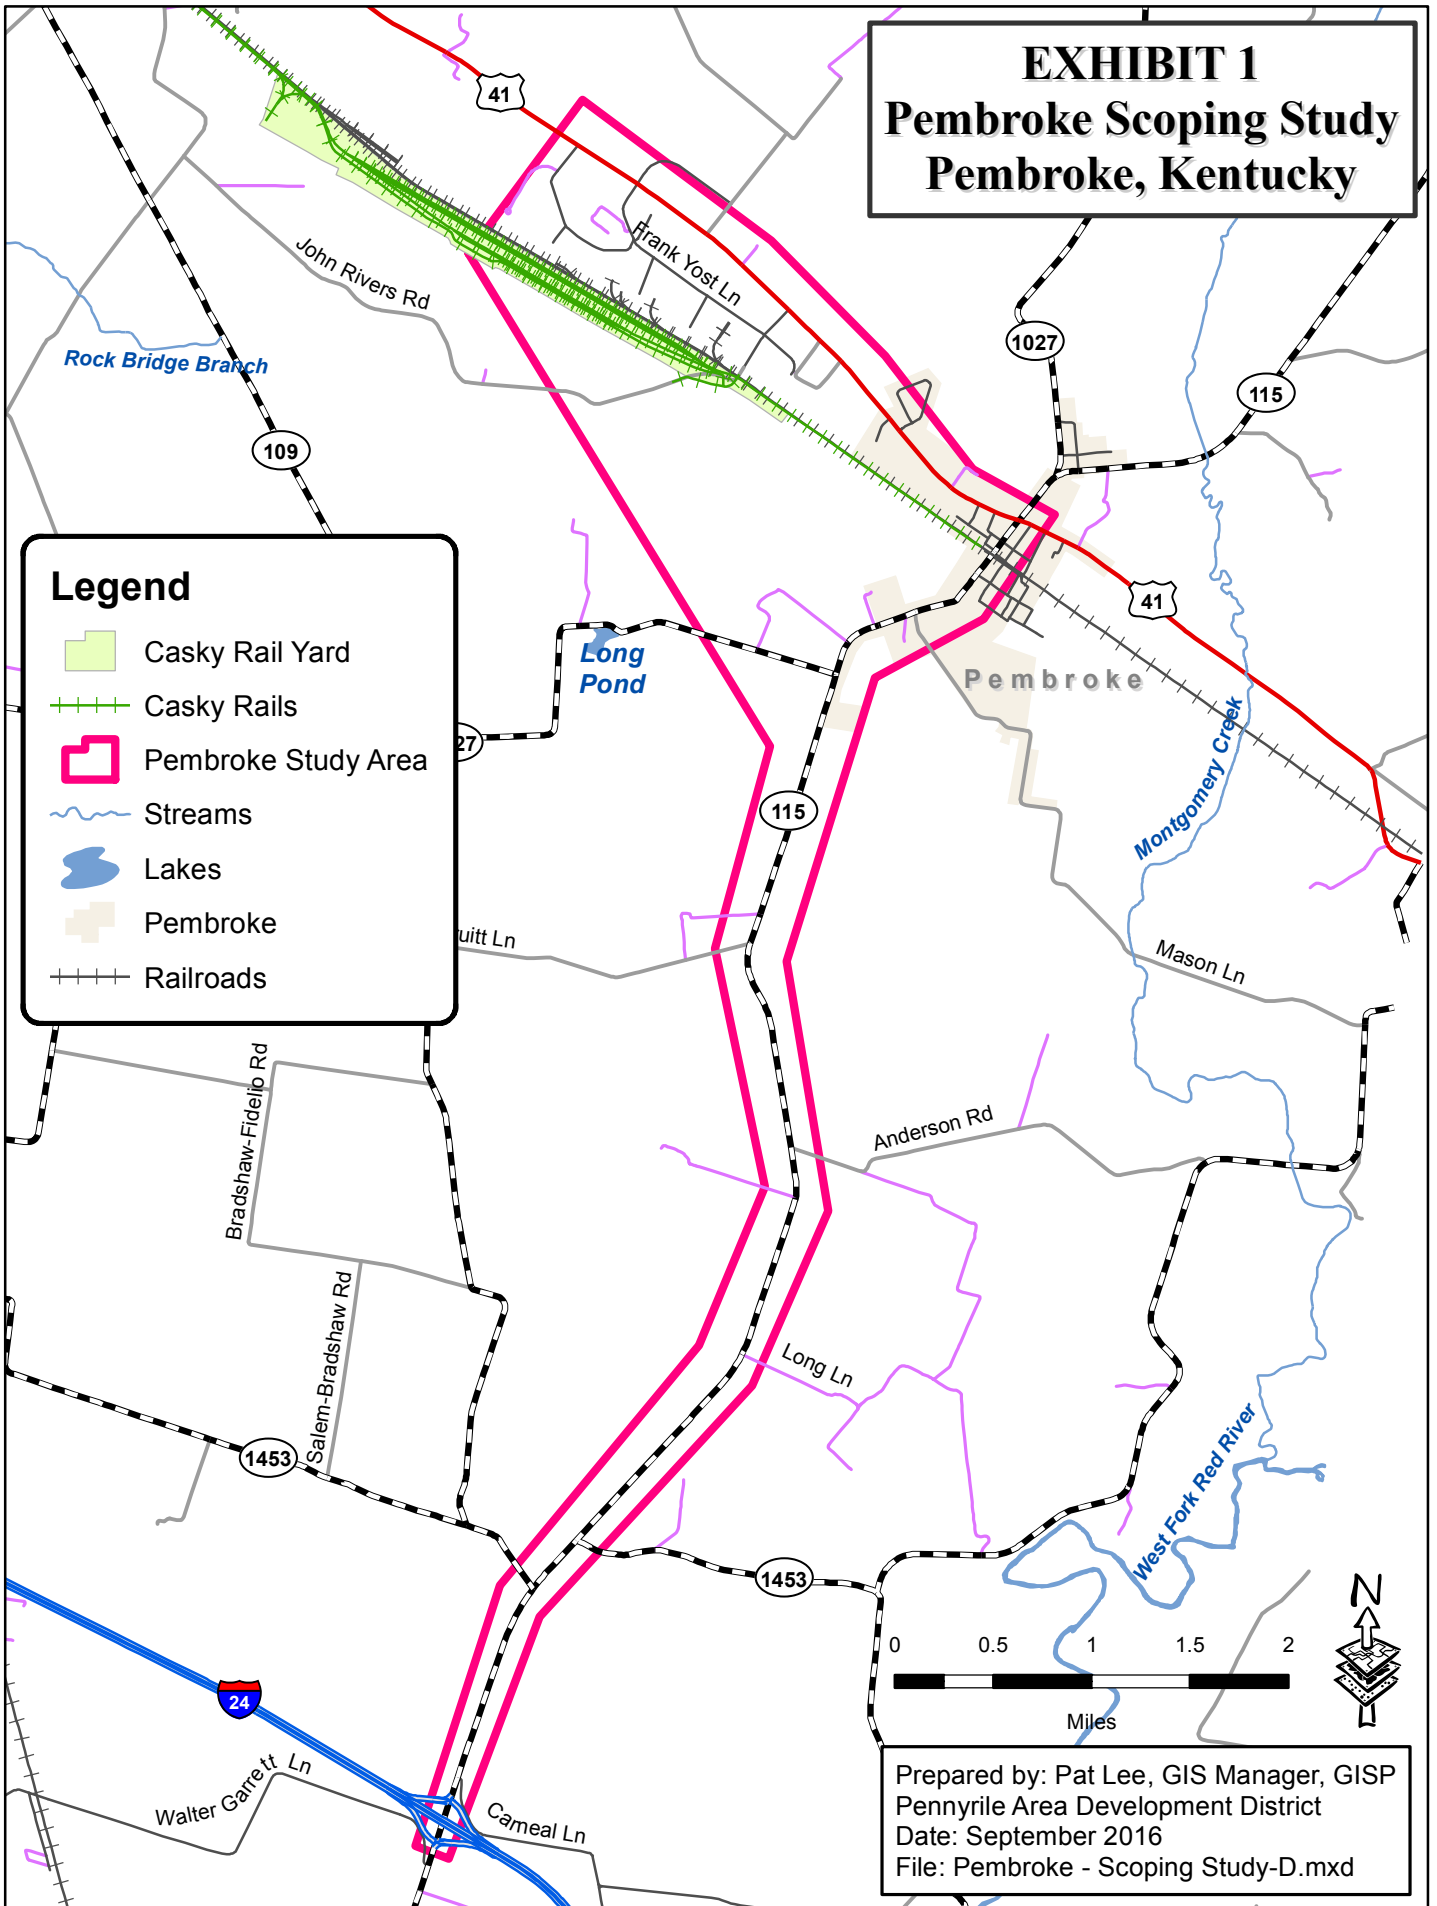 EXHIBIT 1
Pembroke Scoping Study
Pembroke, Kentucky
41
John Rivers Rd
Frank Yost Ln
Rock Bridge Branch
1027
115
109
41
Legend
Casky Rail Yard
Casky Rails
Pembroke Study Area
Streams
Lakes
Pembroke
Railroads
Long
Pond
Pembroke
27
115
Montgomery Creek
uitt Ln
Mason Ln
Bradshaw-Fidelio Rd
Anderson Rd
Salem-Bradshaw Rd
Long Ln
1453
West Fork Red River
1453
N
0 0.5 1 1.5 2
Miles
24
Walter Garrett Ln
Carneal Ln
Prepared by: Pat Lee, GIS Manager, GISP
Pennyrile Area Development District
Date: September 2016
File: Pembroke - Scoping Study-D.mxd